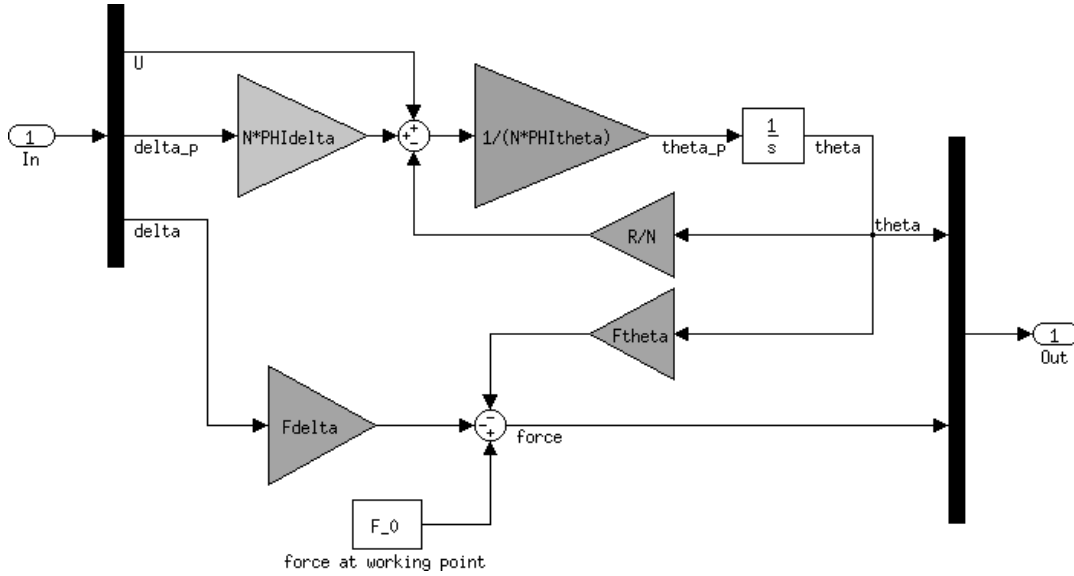 U
1
In
delta_p
N*PHIdelta
+
+
+
-
1/(N*PHItheta)
theta_p
1
s
theta
delta
R/N
theta
Ftheta
1
Out
Fdelta
-
-
+
force
F_0
force at working point